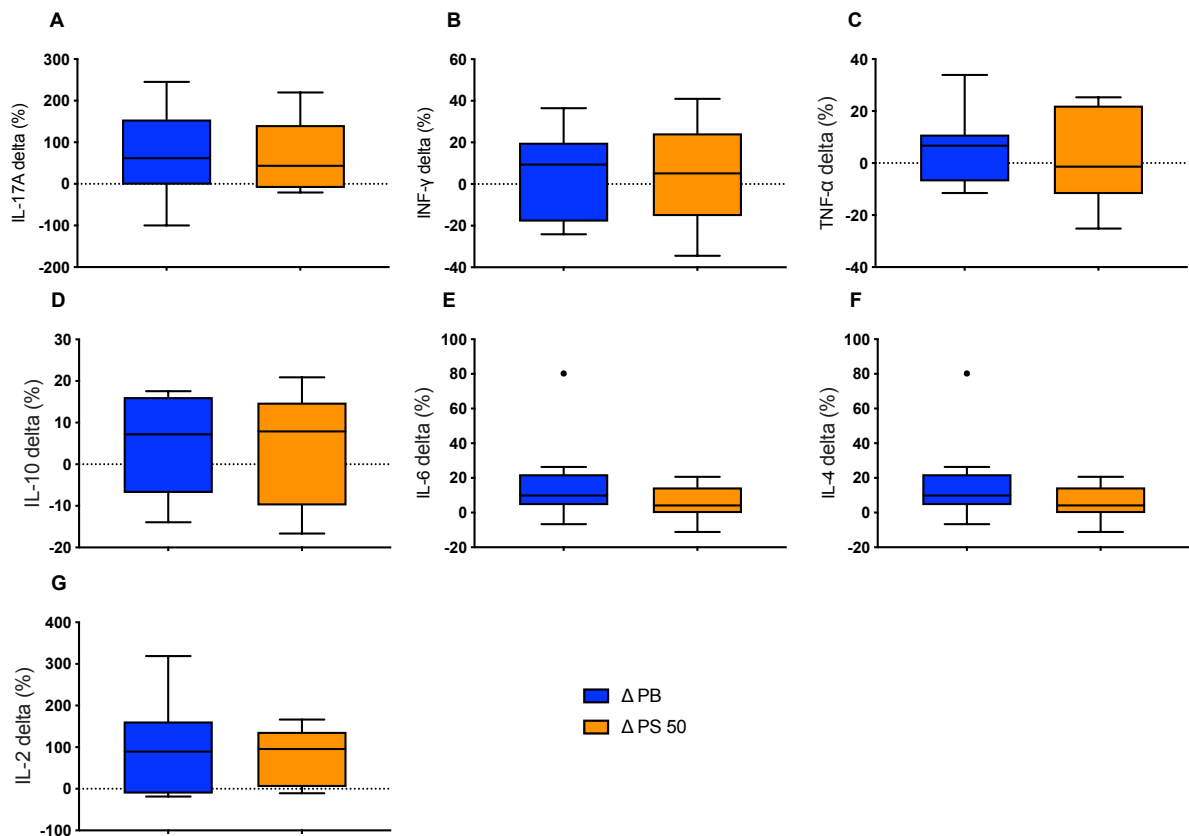 A
IL-17A delta (%)
300
200
100
0
-100
-200
B
INF-γ delta (%)
60
40
20
0
-20
-40
C
TNF-α delta (%)
40
20
0
-20
-40
D
IL-10 delta (%)
30
20
10
0
-10
-20
E
IL-6 delta (%)
100
80
60
40
20
0
-20
F
IL-4 delta (%)
100
80
60
40
20
0
-20
G
IL-2 delta (%)
400
300
200
100
0
-100
Δ PB
Δ PS 50